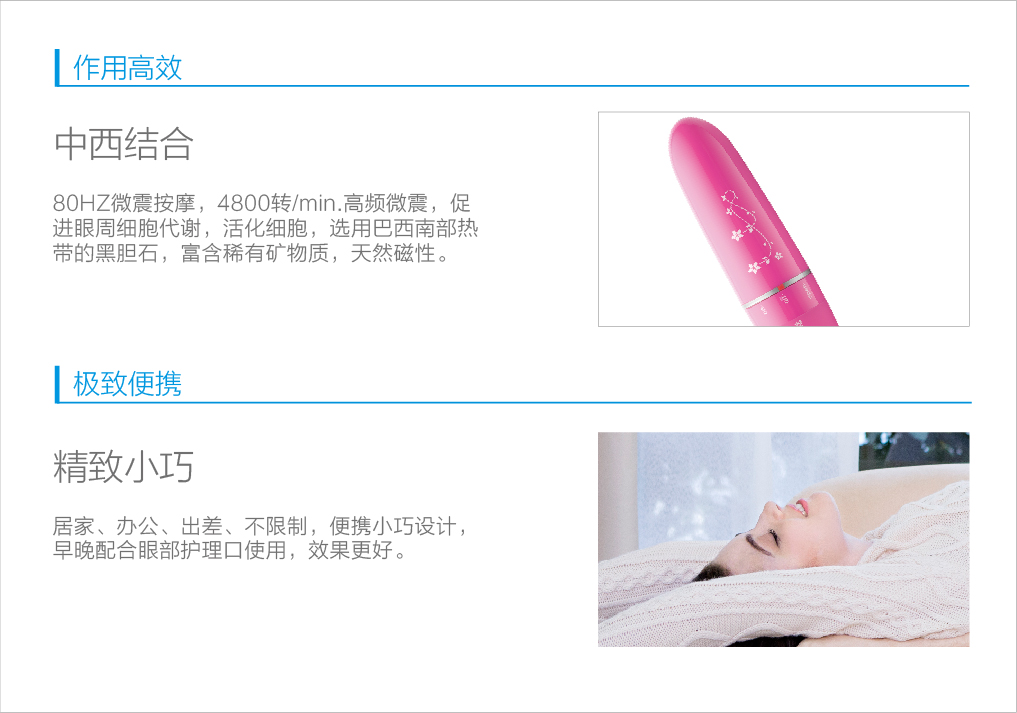 作用高效
中西结合
80HZ微震按摩，4800转/min.高频微震，促
进眼周细胞代谢，活化细胞，选用巴西南部热
带的黑胆石，富含稀有矿物质，天然磁性。
极致便携
精致小巧
居家、办公、出差、不限制，便携小巧设计，
早晚配合眼部护理口使用，效果更好。